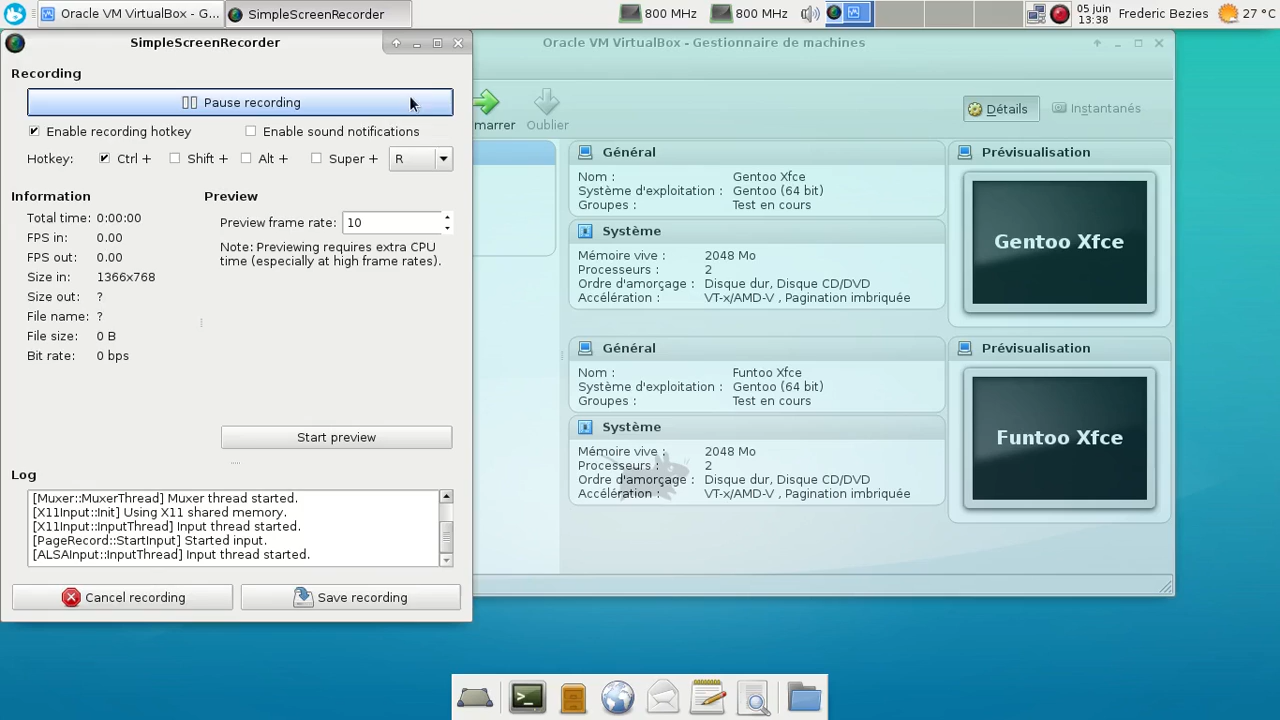 Oracle VM VirtualBox - G...
SimpleScreenRecorder
800 MHz
800 MHz
05 juin
13:38
Frederic Bezies
27 °C
SimpleScreenRecorder
Recording
Pause recording
Enable recording hotkey
Enable sound notifications
Hotkey:
Ctrl +
Shift +
Alt +
Super +
R
Information
Total time: 0:00:00
FPS in: 0.00
FPS out: 0.00
Size in: 1366x768
Size out: ?
File name: ?
File size: 0 B
Bit rate: 0 bps
Preview
Preview frame rate: 10
Note: Previewing requires extra CPU
time (especially at high frame rates).
Start preview
Log
[Muxer::MuxerThread] Muxer thread started.
[X11Input::Init] Using X11 shared memory.
[X11Input::InputThread] Input thread started.
[PageRecord::StartInput] Started input.
[ALSAInput::InputThread] Input thread started.
Cancel recording
Save recording
Oracle VM VirtualBox - Gestionnaire de machines
marrer
Oublier
Détails
Instantanés
Général
Nom : Gentoo Xfce
Système d'exploitation : Gentoo (64 bit)
Groupes : Test en cours
Système
Mémoire vive : 2048 Mo
Processeurs : 2
Ordre d'amorçage : Disque dur, Disque CD/DVD
Accélération : VT-x/AMD-V , Pagination imbriquée
Prévisualisation
Gentoo Xfce
Général
Nom : Funtoo Xfce
Système d'exploitation : Gentoo (64 bit)
Groupes : Test en cours
Système
Mémoire vive : 2048 Mo
Processeurs : 2
Ordre d'amorçage : Disque dur, Disque CD/DVD
Accélération : VT-x/AMD-V , Pagination imbriquée
Prévisualisation
Funtoo Xfce